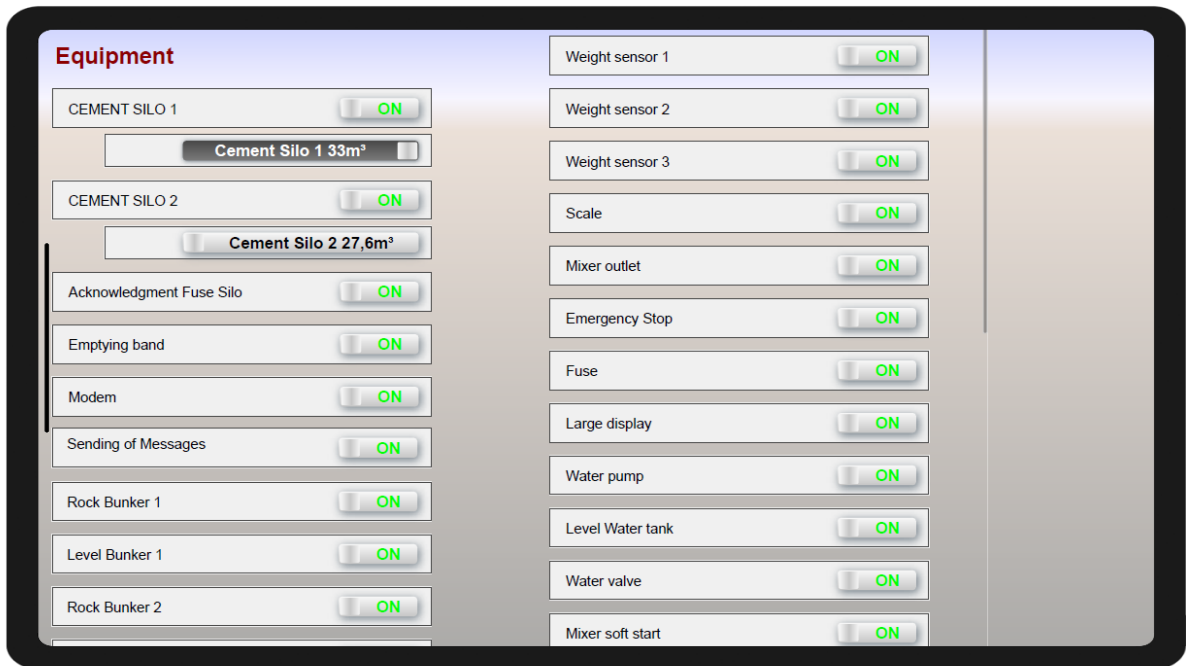 Equipment
CEMENT SILO 1 ON
Cement Silo 1 33m³
CEMENT SILO 2 ON
Cement Silo 2 27,6m³
Acknowledgment Fuse Silo ON
Emptying band ON
Modem ON
Sending of Messages ON
Rock Bunker 1 ON
Level Bunker 1 ON
Rock Bunker 2 ON
Weight sensor 1 ON
Weight sensor 2 ON
Weight sensor 3 ON
Scale ON
Mixer outlet ON
Emergency Stop ON
Fuse ON
Large display ON
Water pump ON
Level Water tank ON
Water valve ON
Mixer soft start ON